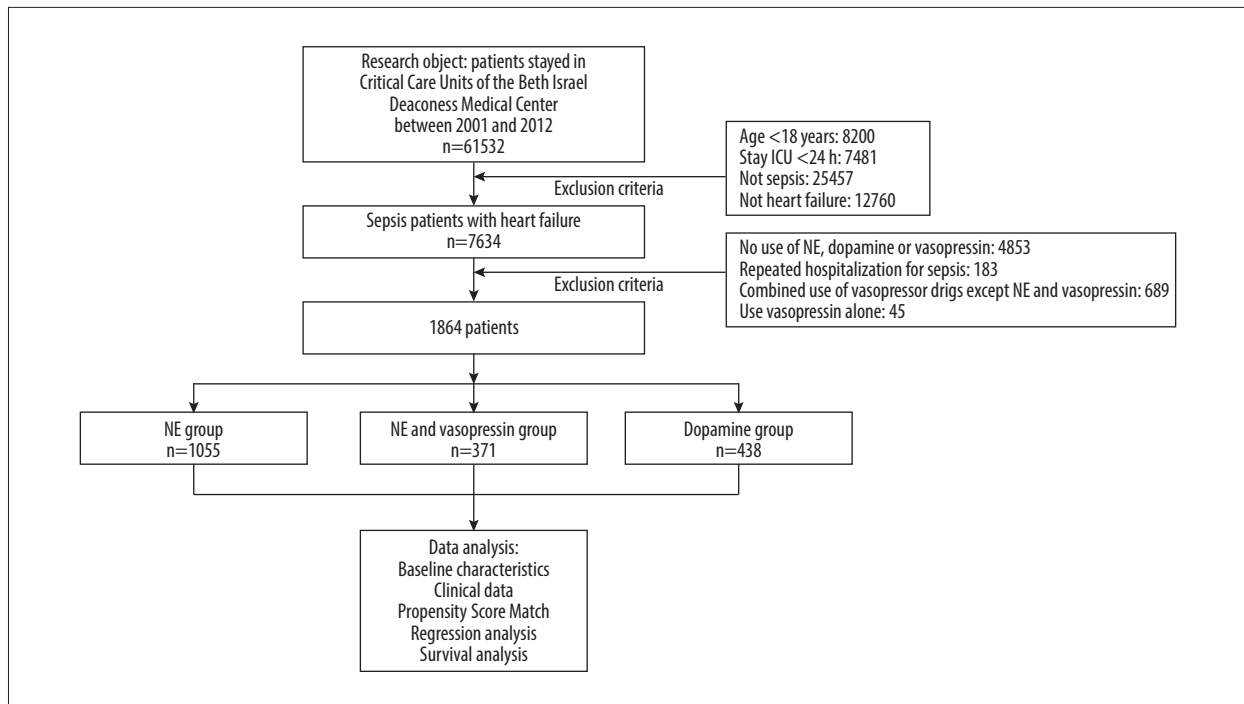 Research object: patients stayed in
Critical Care Units of the Beth Israel
Deaconess Medical Center
between 2001 and 2012
n=61532
Age <18 years: 8200
Stay ICU <24 h: 7481
Not sepsis: 25457
Not heart failure: 12760
Exclusion criteria
Sepsis patients with heart failure
n=7634
No use of NE, dopamine or vasopressin: 4853
Repeated hospitalization for sepsis: 183
Combined use of vasopressor drigs except NE and vasopressin: 689
Use vasopressin alone: 45
Exclusion criteria
1864 patients
NE group
n=1055
NE and vasopressin group
n=371
Dopamine group
n=438
Data analysis:
Baseline characteristics
Clinical data
Propensity Score Match
Regression analysis
Survival analysis